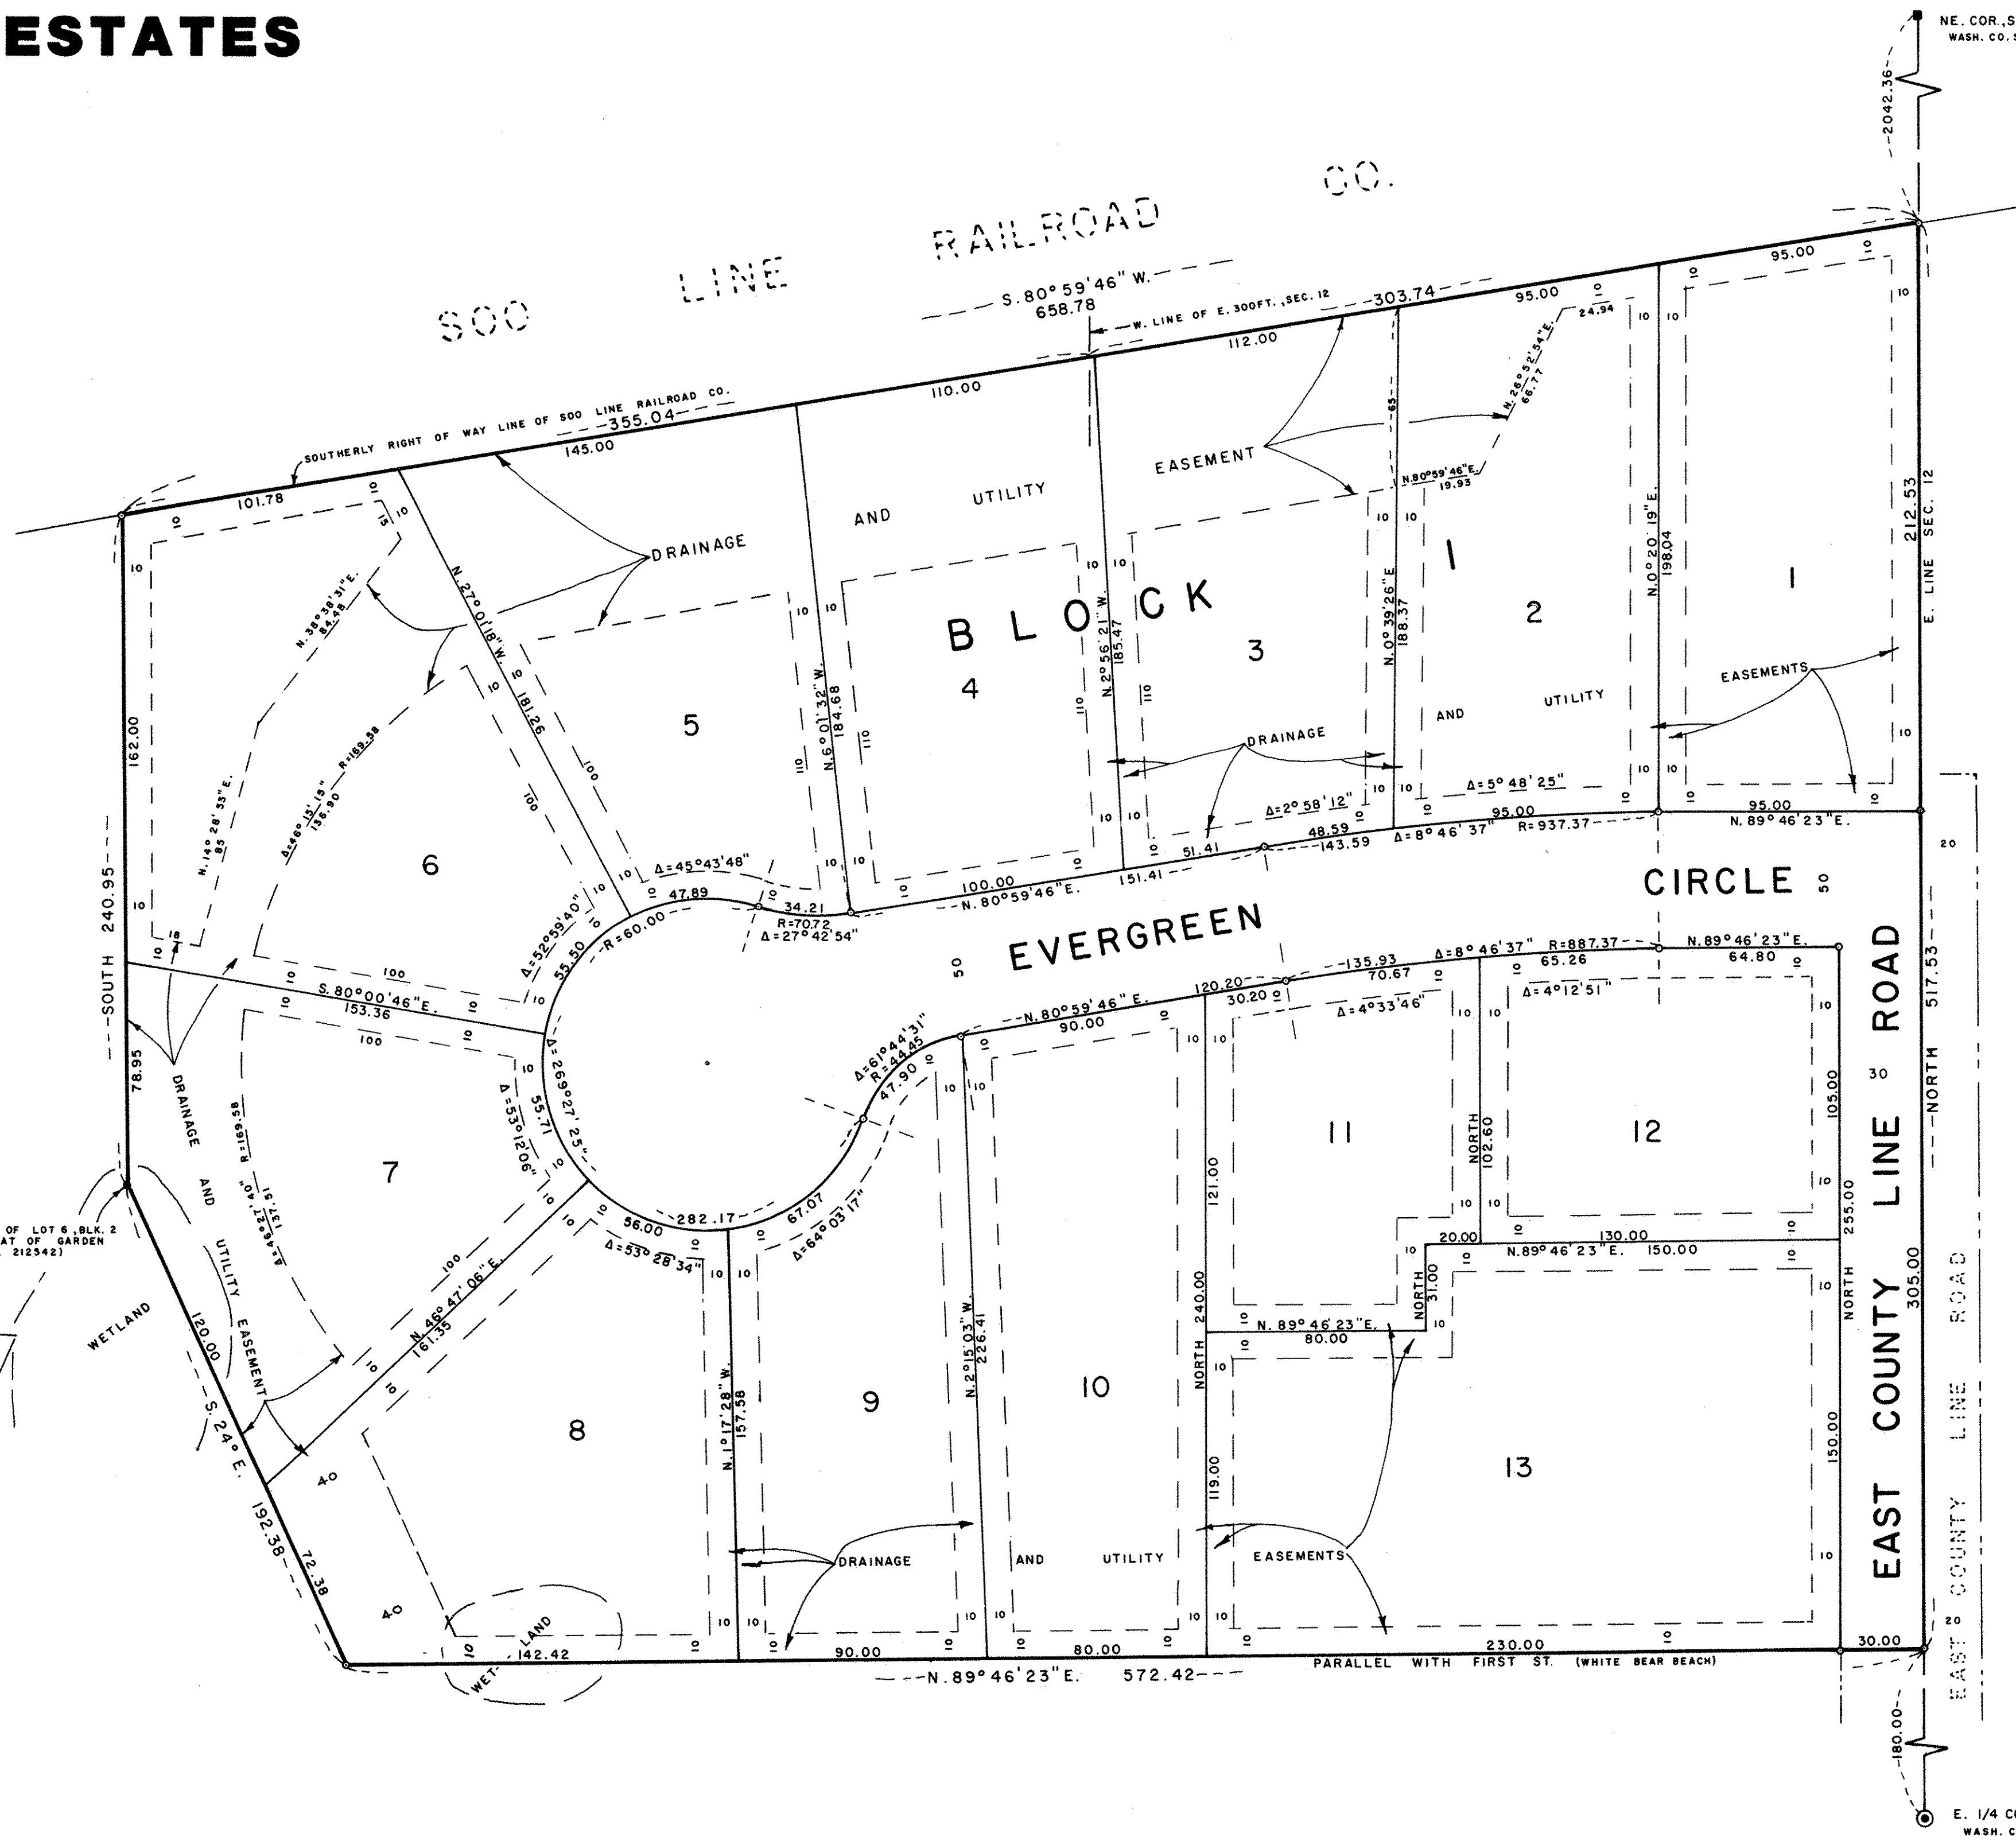 ESTATES
NE. COR., S
WASH. CO. S
2042.36
SOO LINE RAILROAD CO.
S. 80° 59' 46" W.
658.78
W. LINE OF E. 300FT., SEC. 12
303.74
95.00
95.00
24.94
112.00
110.00
SOUTHERLY RIGHT OF WAY LINE OF SOO LINE RAILROAD CO.
355.04
145.00
101.78
N. 26° 52' 54" E.
66.77
65
N. 80° 59' 46" E.
19.93
EASEMENT
UTILITY
AND
DRAINAGE
N. 38° 38' 31" E.
84.48
N. 27° 01' 18" W.
181.26
BLOCK 1
1
2
3
4
5
6
N. 6° 01' 32" W.
184.68
N. 2° 56' 21" W.
185.47
N. 0° 39' 26" E
188.37
N. 0° 20' 19" E.
198.04
212.53
E. LINE SEC. 12
EASEMENTS
AND UTILITY
DRAINAGE
110
110
110
110
100
100
162.00
SOUTH 240.95
N. 14° 28' 53" E.
85
Δ=46° 15' 15" R=169.58
136.90
Δ=45° 43' 48"
47.89
34.21
R=70.72
Δ=27° 42' 54"
R=60.00
Δ=52° 59' 40"
55.50
100.00
N. 80° 59' 46" E.
151.41
51.41
Δ=2° 58' 12"
48.59
143.59
Δ=8° 46' 37"
R=937.37
Δ=5° 48' 25"
95.00
95.00
N. 89° 46' 23" E.
20
EVERGREEN CIRCLE
50
50
18
100
S. 80° 00' 46" E.
153.36
100
78.95
DRAINAGE AND UTILITY EASEMENT
R=169.58
Δ=46° 27' 40"
137.51
7
Δ=269° 27' 25"
55.71
Δ=53° 12' 06"
Δ=61° 44' 31"
R=44.45
47.90
N. 80° 59' 46" E.
90.00
120.20
30.20
135.93
70.67
Δ=4° 33' 46"
Δ=8° 46' 37" R=887.37
65.26
Δ=4° 12' 51"
N. 89° 46' 23" E.
64.80
11
12
NORTH
102.60
105.00
30
121.00
NORTH 517.53
EAST COUNTY LINE ROAD
OF LOT 6, BLK. 2
AT OF GARDEN
212542)
WETLAND
56.00
282.17
67.07
Δ=53° 28' 34"
Δ=64° 03' 17"
100
N. 46° 47' 06" E.
161.35
120.00
S. 24° E.
192.38
72.38
40
40
8
9
10
13
N. 1° 17' 28" W.
157.58
N. 2° 15' 03" W.
226.41
NORTH 240.00
119.00
20.00
130.00
N. 89° 46' 23" E. 150.00
NORTH
31.00
N. 89° 46' 23" E.
80.00
NORTH 255.00
150.00
305.00
EAST COUNTY LINE ROAD
20
DRAINAGE AND UTILITY EASEMENTS
WET-LAND
142.42
90.00
80.00
230.00
30.00
N. 89° 46' 23" E. 572.42
PARALLEL WITH FIRST ST. (WHITE BEAR BEACH)
180.00
E. 1/4 CO
WASH. C